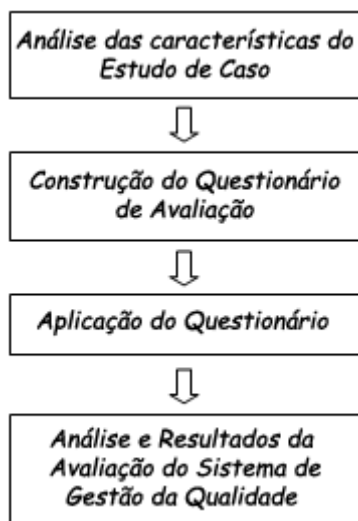 Análise das características do
Estudo de Caso
Construção do Questionário
de Avaliação
Aplicação do Questionário
Análise e Resultados da
Avaliação do Sistema de
Gestão da Qualidade